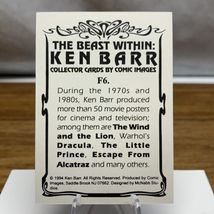 THE BEAST WITHIN:
KEN BARR
COLLECTOR CARDS BY COMIC IMAGES
F6.
During the 1970s and
1980s, Ken Barr produced
more than 50 movie posters
for cinema and television;
among them are The Wind
and the Lion, Warhol's
Dracula, The Little
Prince, Escape From
Alcatraz and many others.
© 1994 Ken Barr. All Rights Reserved. Produced by Comic
Images, Saddle Brook NJ 07662. Designed by McNabb Stu-
dios.